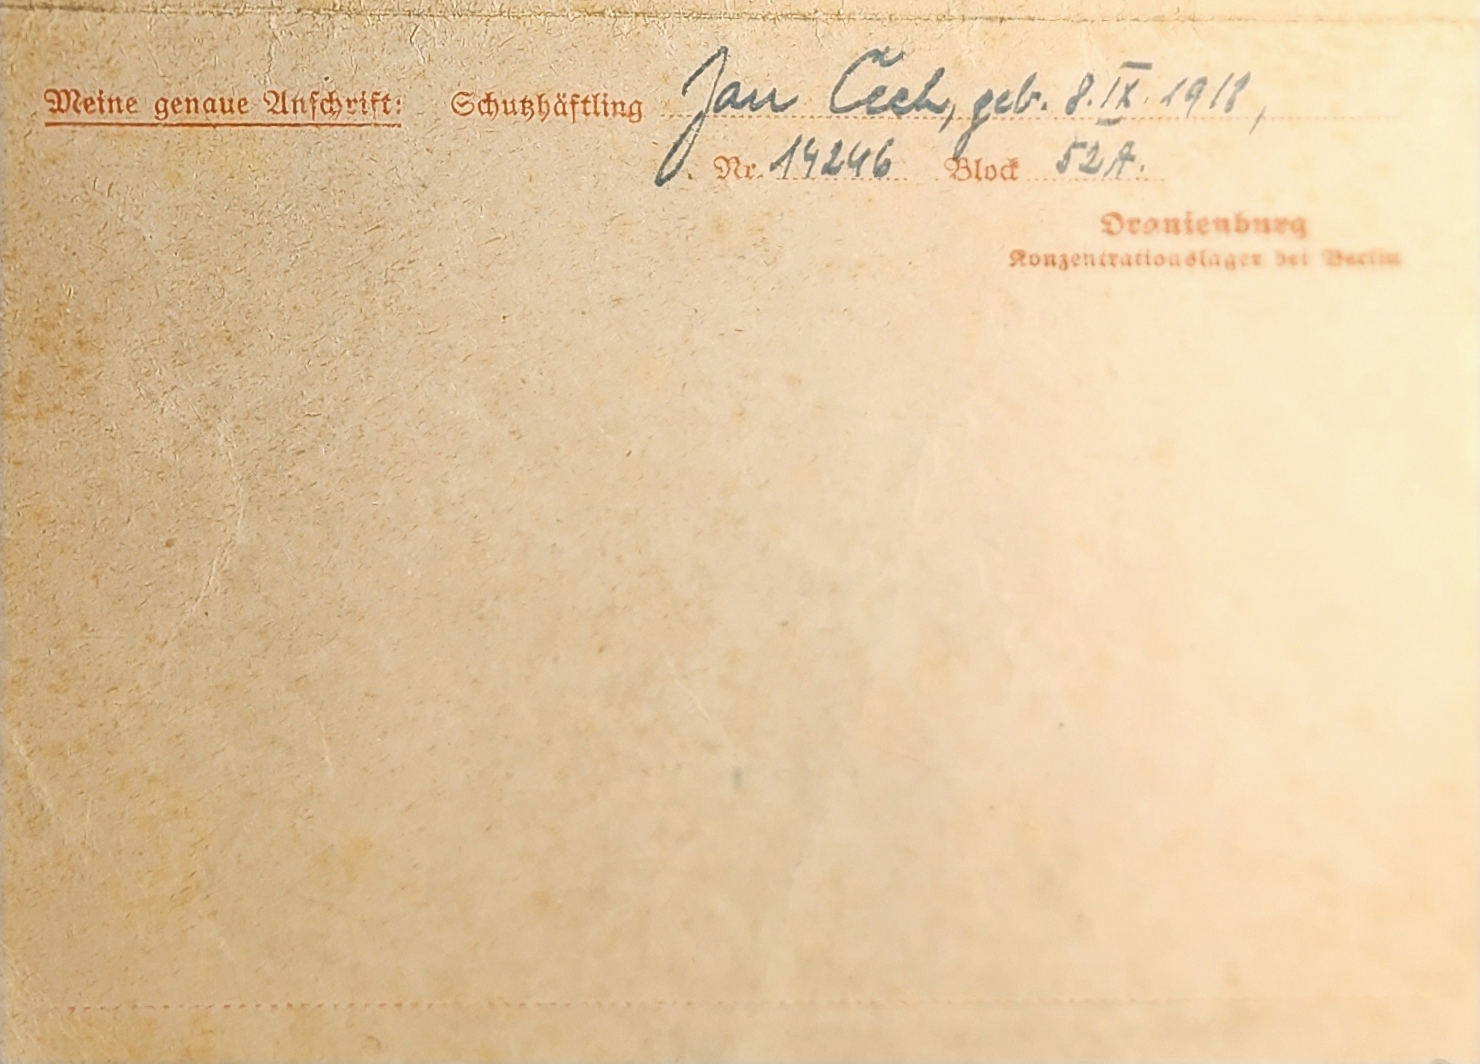 Meine genaue Anschrift: Schutzhäftling Jan Čech, geb. 8.IX.1918,
Nr. 14246 Block 52A.
Oranienburg
Konzentrationslager bei Berlin